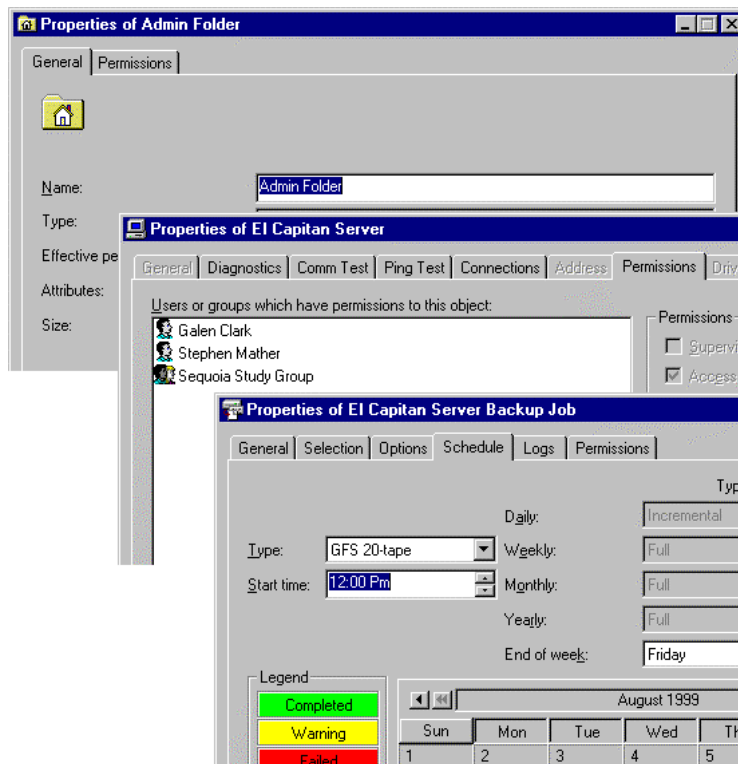 Properties of Admin Folder
General Permissions
Name: Admin Folder
Type:
Effective pe
Attributes:
Size:
Properties of El Capitan Server
General Diagnostics Comm Test Ping Test Connections Address Permissions Driv
Users or groups which have permissions to this object:
Galen Clark
Stephen Mather
Sequoia Study Group
Permissions
Supervi
Access
Properties of El Capitan Server Backup Job
General Selection Options Schedule Logs Permissions
Typ
Daily: Incremental
Type: GFS 20-tape Weekly: Full
Start time: 12:00 Pm Monthly: Full
Yearly: Full
End of week: Friday
Legend
Completed
Warning
Failed
August 1999
Sun Mon Tue Wed Th
1 2 3 4 5